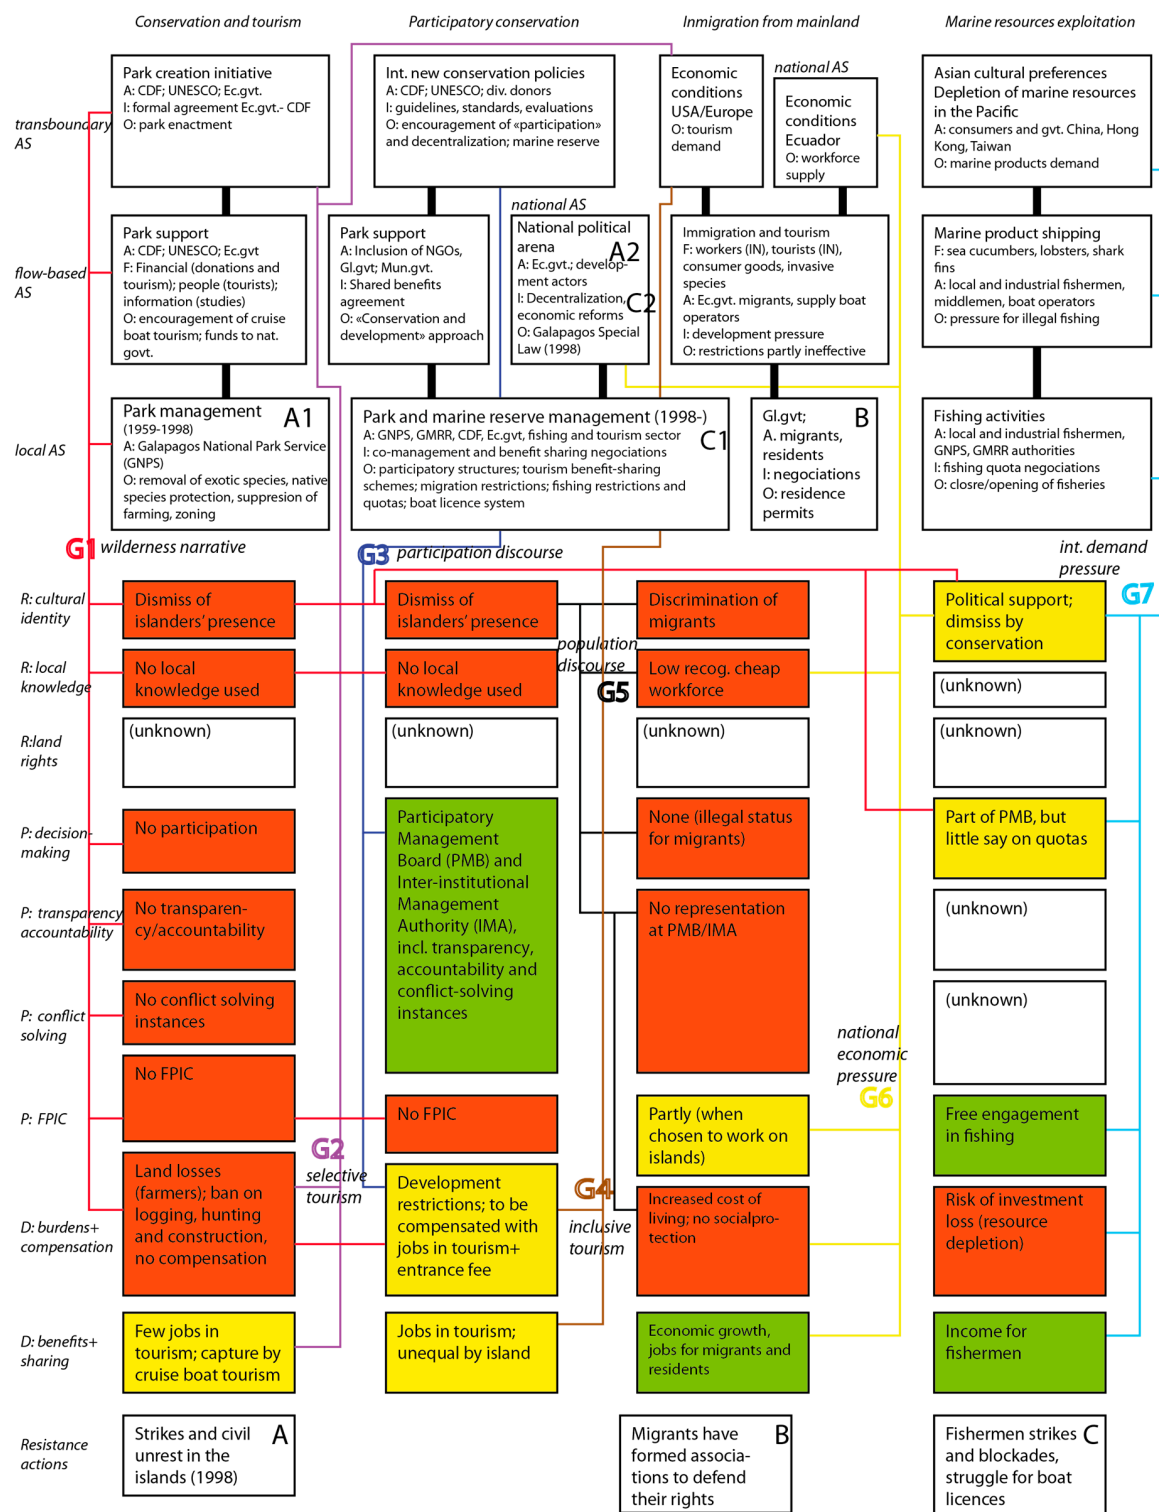 Conservation and tourism
Participatory conservation
Inmigration from mainland
Marine resources exploitation
transboundary
AS
Park creation initiative
A: CDF; UNESCO; Ec.gvt.
I: formal agreement Ec.gvt.- CDF
O: park enactment
Int. new conservation policies
A: CDF; UNESCO; div. donors
I: guidelines, standards, evaluations
O: encouragement of «participation»
and decentralization; marine reserve
Economic
conditions
USA/Europe
O: tourism
demand
national AS
Economic
conditions
Ecuador
O: workforce
supply
Asian cultural preferences
Depletion of marine resources
in the Pacific
A: consumers and gvt. China, Hong
Kong, Taiwan
O: marine products demand
flow-based
AS
Park support
A: CDF; UNESCO; Ec.gvt
F: Financial (donations and
tourism); people (tourists);
information (studies)
O: encouragement of cruise
boat tourism; funds to nat.
govt.
Park support
A: Inclusion of NGOs,
Gl.gvt; Mun.gvt.
I: Shared benefits
agreement
O: «Conservation and
development» approach
national AS
National political
arena
A: Ec.gvt.; develop-
ment actors
I: Decentralization,
economic reforms
O: Galapagos Special
Law (1998)
A2
C2
Immigration and tourism
F: workers (IN), tourists (IN),
consumer goods, invasive
species
A: Ec.gvt. migrants, supply boat
operators
I: development pressure
O: restrictions partly ineffective
Marine product shipping
F: sea cucumbers, lobsters, shark
fins
A: local and industrial fishermen,
middlemen, boat operators
O: pressure for illegal fishing
local AS
Park management
(1959-1998)
A: Galapagos National Park Service
(GNPS)
O: removal of exotic species, native
species protection, suppresion of
farming, zoning
A1
Park and marine reserve management (1998-)
A: GNPS, GMRR, CDF, Ec.gvt, fishing and tourism sector
I: co-management and benefit sharing negociations
O: participatory structures; tourism benefit-sharing
schemes; migration restrictions; fishing restrictions and
quotas; boat licence system
C1
Gl.gvt;
A. migrants,
residents
I: negociations
O: residence
permits
B
Fishing activities
A: local and industrial fishermen,
GNPS, GMRR authorities
I: fishing quota negociations
O: closre/opening of fisheries
G1 wilderness narrative
G3 participation discourse
int. demand
pressure
G7
R: cultural
identity
Dismiss of
islanders' presence
Dismiss of
islanders' presence
Discrimination of
migrants
Political support;
dimsiss by
conservation
population
discourse
G5
R: local
knowledge
No local
knowledge used
No local
knowledge used
Low recog. cheap
workforce
(unknown)
R:land
rights
(unknown)
(unknown)
(unknown)
(unknown)
P: decision-
making
No participation
Participatory
Management
Board (PMB) and
Inter-institutional
Management
Authority (IMA),
incl. transparency,
accountability and
conflict-solving
instances
None (illegal status
for migrants)
Part of PMB, but
little say on quotas
P: transparency
accountability
No transparen-
cy/accountability
No representation
at PMB/IMA
(unknown)
P: conflict
solving
No conflict solving
instances
(unknown)
national
economic
pressure
G6
P: FPIC
No FPIC
No FPIC
Partly (when
chosen to work on
islands)
Free engagement
in fishing
G2
selective
tourism
G4
inclusive
tourism
D: burdens+
compensation
Land losses
(farmers); ban on
logging, hunting
and construction,
no compensation
Development
restrictions; to be
compensated with
jobs in tourism+
entrance fee
Increased cost of
living; no socialpro-
tection
Risk of investment
loss (resource
depletion)
D: benefits+
sharing
Few jobs in
tourism; capture by
cruise boat tourism
Jobs in tourism;
unequal by island
Economic growth,
jobs for migrants and
residents
Income for
fishermen
Resistance
actions
Strikes and civil
unrest in the
islands (1998)
A
Migrants have
formed associa-
tions to defend
their rights
B
Fishermen strikes
and blockades,
struggle for boat
licences
C